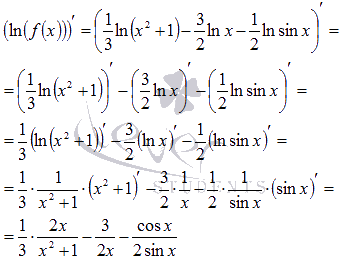 (ln(f(x)))′ = (1/3 ln(x² + 1) − 3/2 ln x − 1/2 ln sin x)′ =
= (1/3 ln(x² + 1))′ − (3/2 ln x)′ − (1/2 ln sin x)′ =
= 1/3 (ln(x² + 1))′ − 3/2 (ln x)′ − 1/2 (ln sin x)′ =
= 1/3 · 1/(x² + 1) · (x² + 1)′ − 3/2 · 1/x − 1/2 · 1/(sin x) · (sin x)′ =
= 1/3 · 2x/(x² + 1) − 3/(2x) − cos x/(2 sin x)
STUDENTS